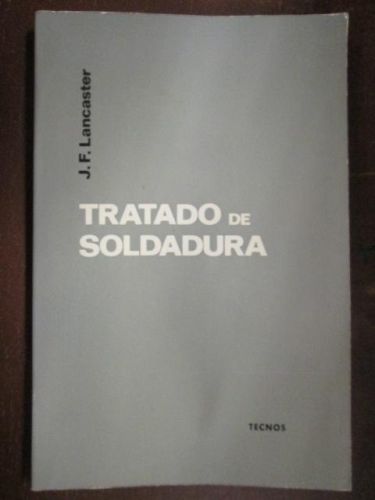 J. F. Lancaster
TRATADO DE
SOLDADURA
TECNOS